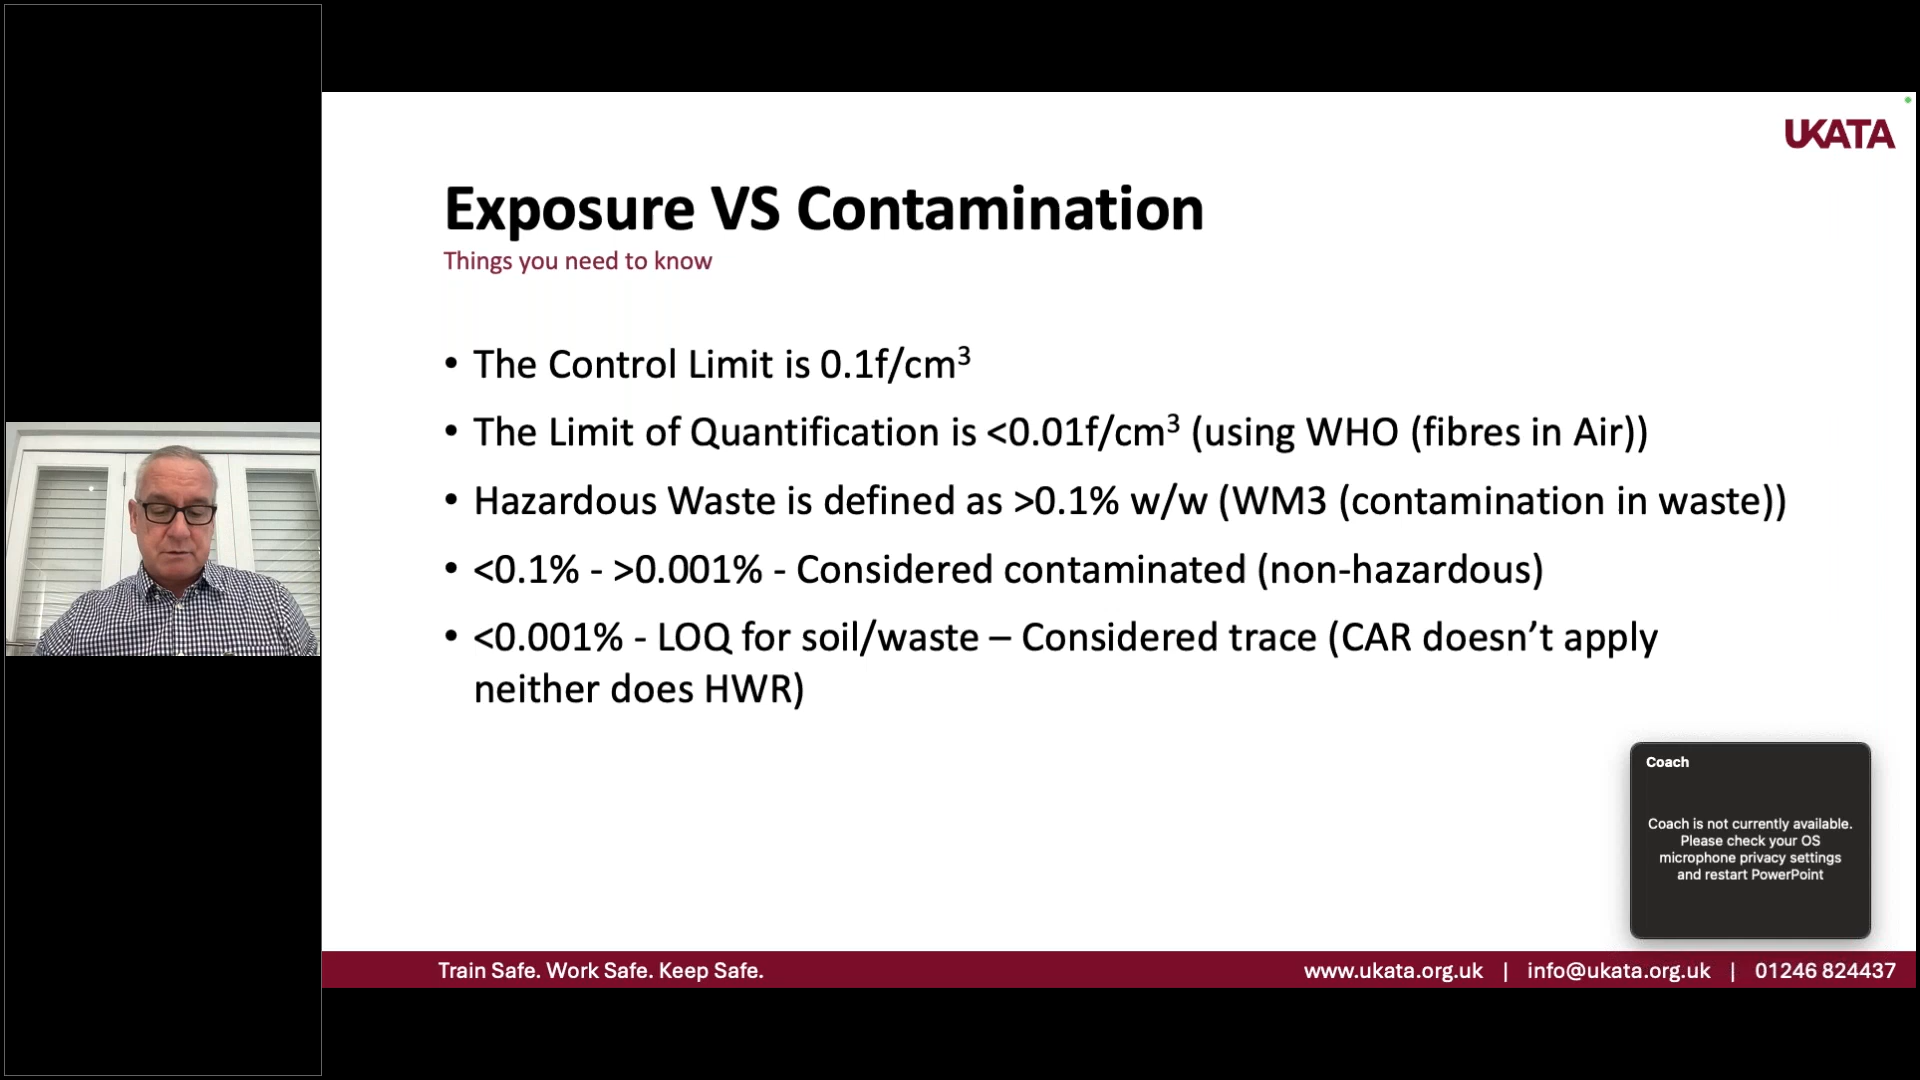 UKATA
Exposure VS Contamination
Things you need to know
• The Control Limit is 0.1f/cm³
• The Limit of Quantification is <0.01f/cm³ (using WHO (fibres in Air))
• Hazardous Waste is defined as >0.1% w/w (WM3 (contamination in waste))
• <0.1% - >0.001% - Considered contaminated (non-hazardous)
• <0.001% - LOQ for soil/waste – Considered trace (CAR doesn’t apply
neither does HWR)
Coach
Coach is not currently available.
Please check your OS
microphone privacy settings
and restart PowerPoint
Train Safe. Work Safe. Keep Safe.
www.ukata.org.uk | info@ukata.org.uk | 01246 824437